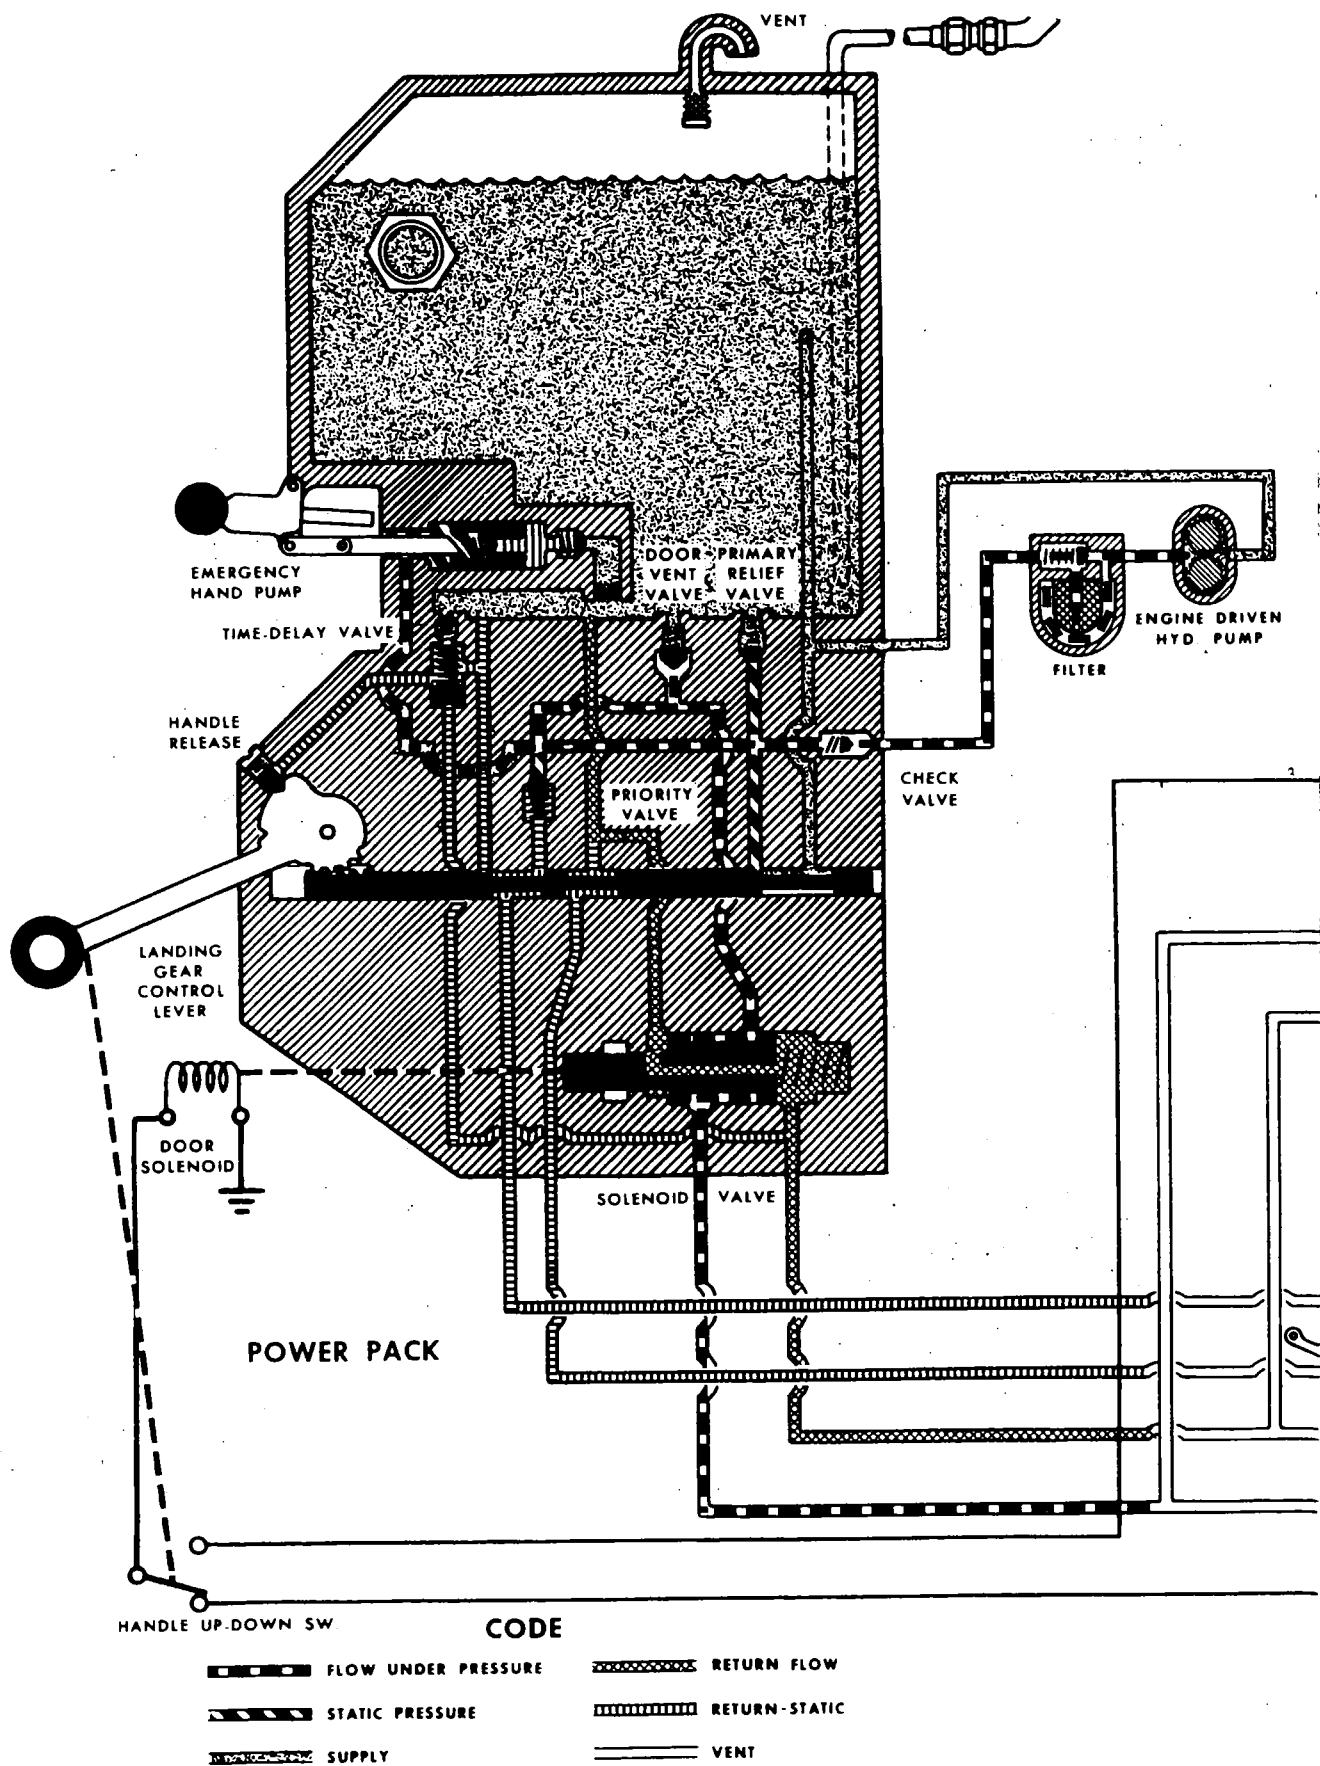 VENT
DOOR
VENT
VALVE
PRIMARY
RELIEF
VALVE
EMERGENCY
HAND PUMP
TIME-DELAY VALVE
ENGINE DRIVEN
HYD. PUMP
FILTER
HANDLE
RELEASE
CHECK
VALVE
PRIORITY
VALVE
LANDING
GEAR
CONTROL
LEVER
DOOR
SOLENOID
SOLENOID VALVE
POWER PACK
HANDLE UP-DOWN SW
CODE
FLOW UNDER PRESSURE
RETURN FLOW
STATIC PRESSURE
RETURN-STATIC
SUPPLY
VENT